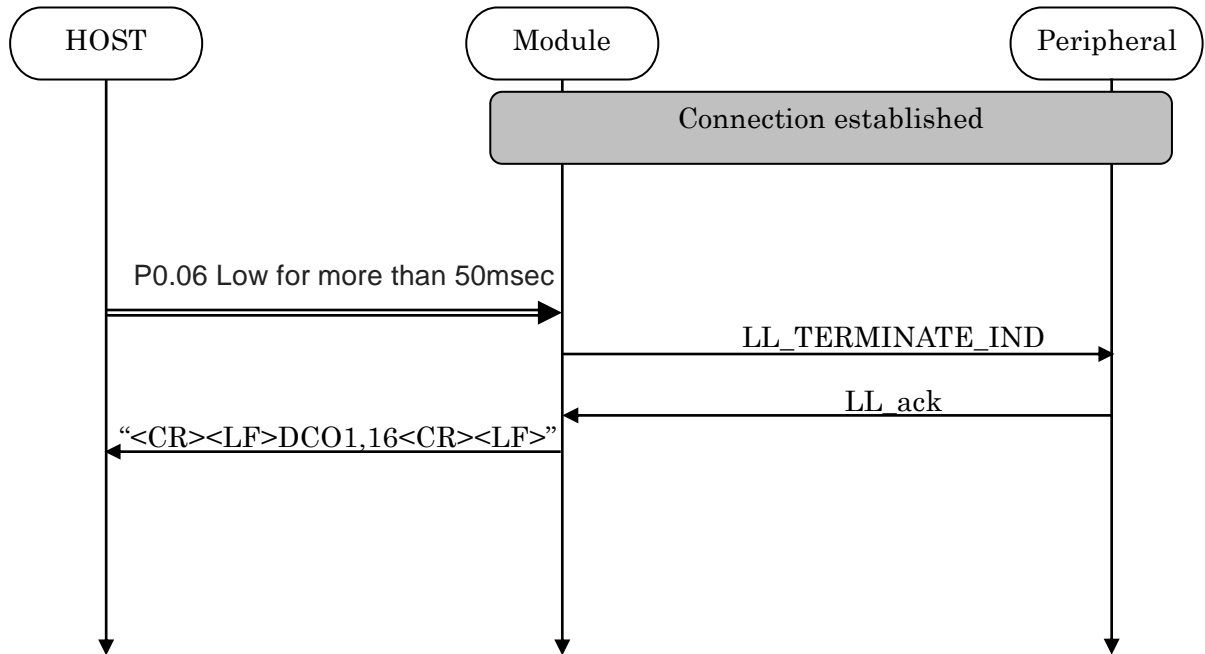 HOST
Module
Peripheral
Connection established
P0.06 Low for more than 50msec
LL_TERMINATE_IND
LL_ack
“<CR><LF>DCO1,16<CR><LF>”